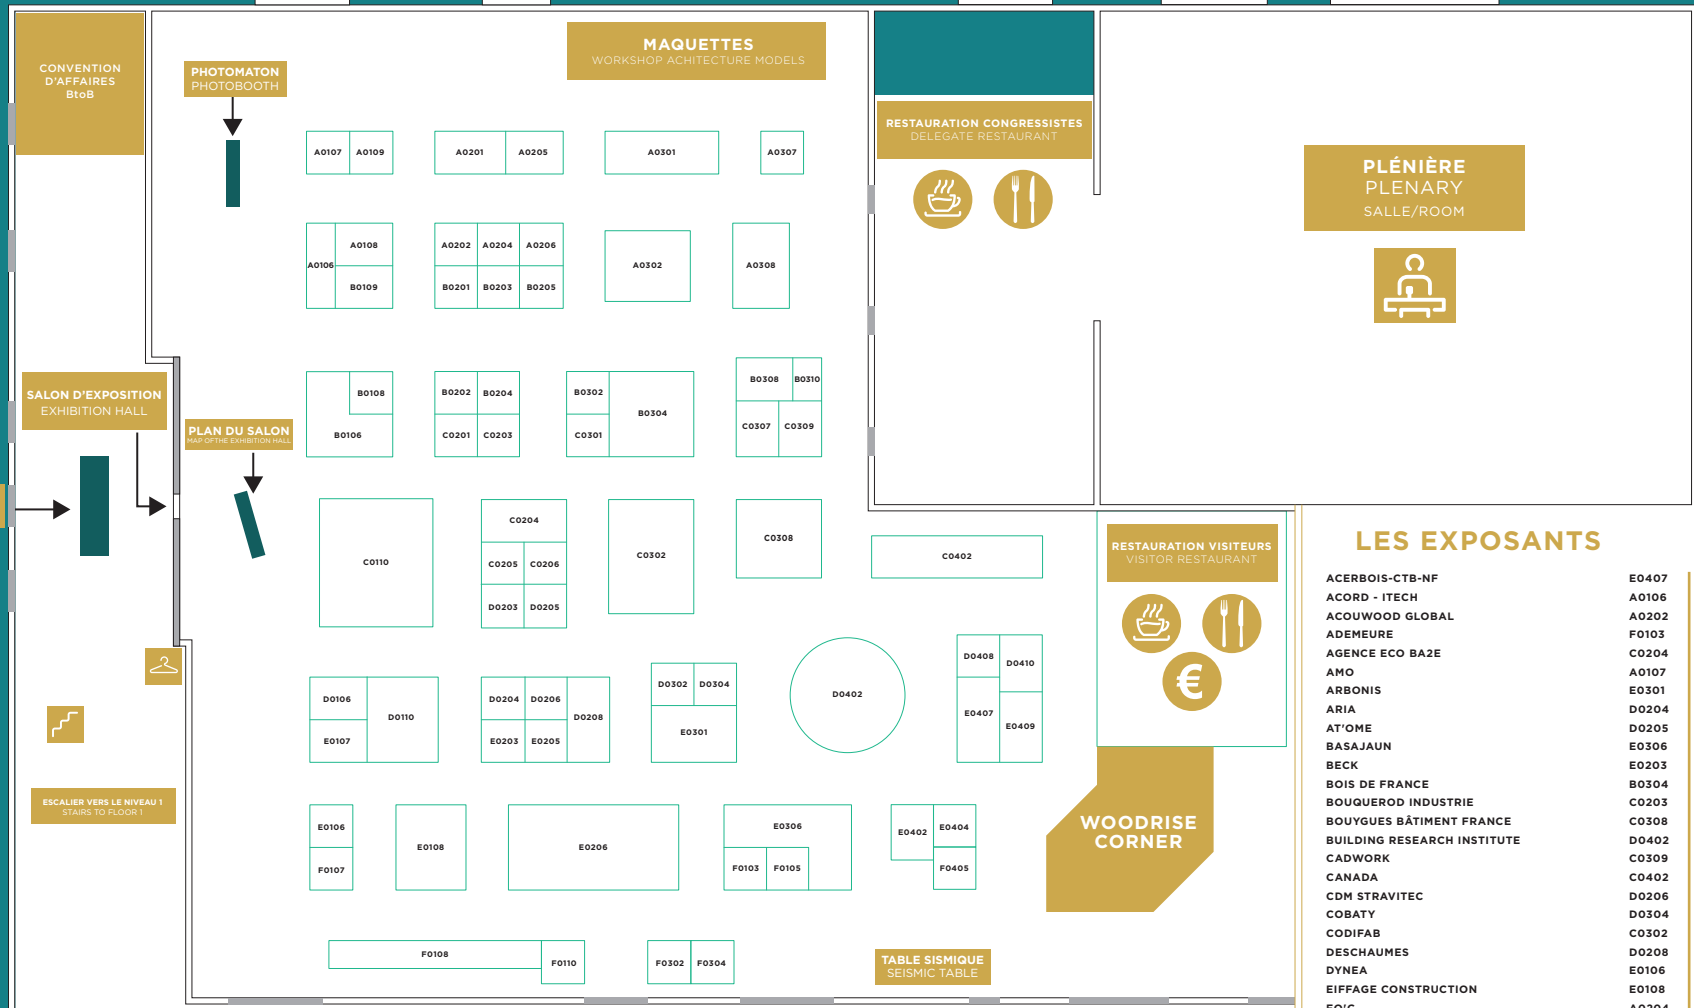 CONVENTION
D'AFFAIRES
BtoB
PHOTOMATON
PHOTOBOOTH
MAQUETTES
WORKSHOP ACHITECTURE MODELS
RESTAURATION CONGRESSISTES
DELEGATE RESTAURANT
PLÉNIÈRE
PLENARY
SALLE/ROOM
A0107 A0109 A0201 A0205 A0301 A0307
A0108 A0202 A0204 A0206
A0106 A0302 A0308
B0109 B0201 B0203 B0205
SALON D'EXPOSITION
EXHIBITION HALL
PLAN DU SALON
MAP OFTHE EXHIBITION HALL
B0308 B0310
B0108 B0202 B0204 B0302
B0304
B0106 C0201 C0203 C0301 C0307 C0309
C0204
C0110 C0205 C0206 C0302 C0308 C0402
D0203 D0205
RESTAURATION VISITEURS
VISITOR RESTAURANT
€
D0408 D0410
D0106 D0110 D0204 D0206 D0208 D0302 D0304 D0402
E0107 E0203 E0205 E0301 E0407 E0409
ESCALIER VERS LE NIVEAU 1
STAIRS TO FLOOR 1
E0106 E0108 E0206 E0306 E0402 E0404
F0107 F0103 F0105 F0405
WOODRISE
CORNER
F0108 F0110 F0302 F0304
TABLE SISMIQUE
SEISMIC TABLE
LES EXPOSANTS
ACERBOIS-CTB-NF E0407
ACORD - ITECH A0106
ACOUWOOD GLOBAL A0202
ADEMEURE F0103
AGENCE ECO BA2E C0204
AMO A0107
ARBONIS E0301
ARIA D0204
AT'OME D0205
BASAJAUN E0306
BECK E0203
BOIS DE FRANCE B0304
BOUQUEROD INDUSTRIE C0203
BOUYGUES BÂTIMENT FRANCE C0308
BUILDING RESEARCH INSTITUTE D0402
CADWORK C0309
CANADA C0402
CDM STRAVITEC D0206
COBATY D0304
CODIFAB C0302
DESCHAUMES D0208
DYNEA E0106
EIFFAGE CONSTRUCTION E0108
A0204